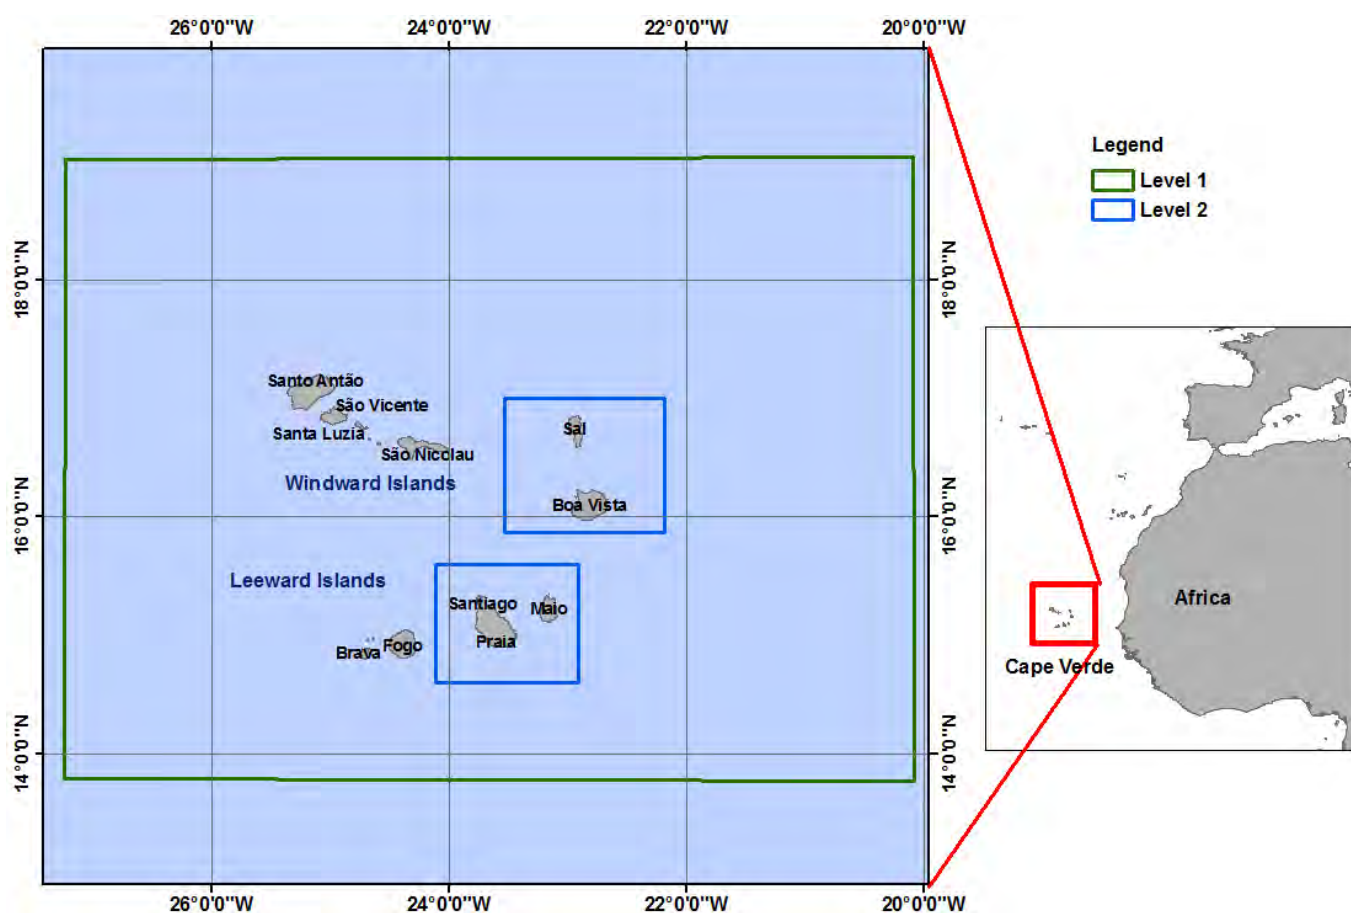 26°0'0"W
24°0'0"W
22°0'0"W
20°0'0"W
Legend
Level 1
Level 2
18°0'0"N
18°0'0"N
Santo Antão
São Vicente
Santa Luzia
São Nicolau
Sal
Windward Islands
Boa Vista
16°0'0"N
16°0'0"N
Leeward Islands
Santiago
Maio
Praia
Brava
Fogo
Africa
Cape Verde
14°0'0"N
14°0'0"N
26°0'0"W
24°0'0"W
22°0'0"W
20°0'0"W